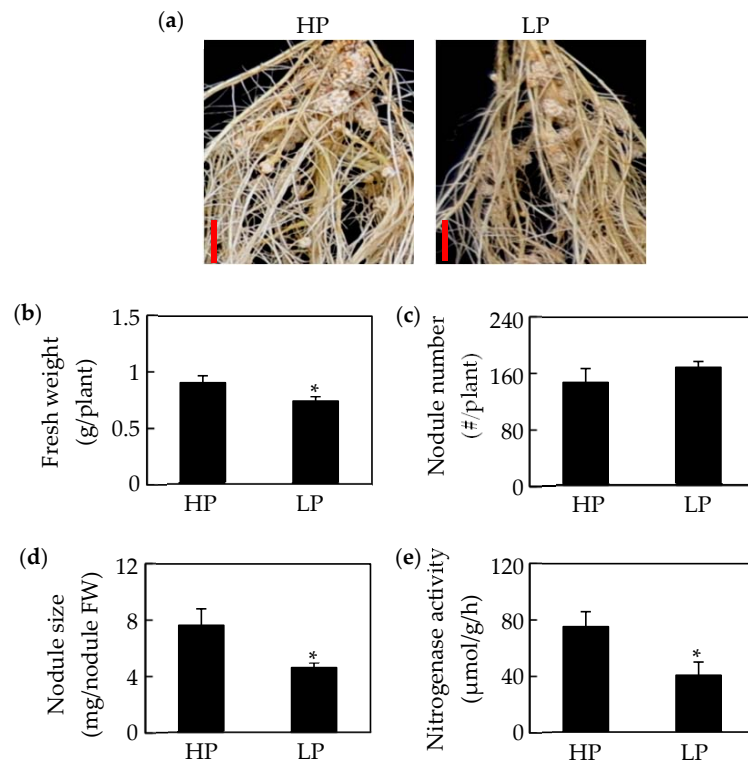 (a)
HP
LP
(b)
Fresh weight
(g/plant)
1.5
1
0.5
0
*
HP
LP
(c)
Nodule number
(#/plant)
240
160
80
0
HP
LP
(d)
Nodule size
(mg/nodule FW)
12
8
4
0
*
HP
LP
(e)
Nitrogenase activity
(µmol/g/h)
120
80
40
0
*
HP
LP